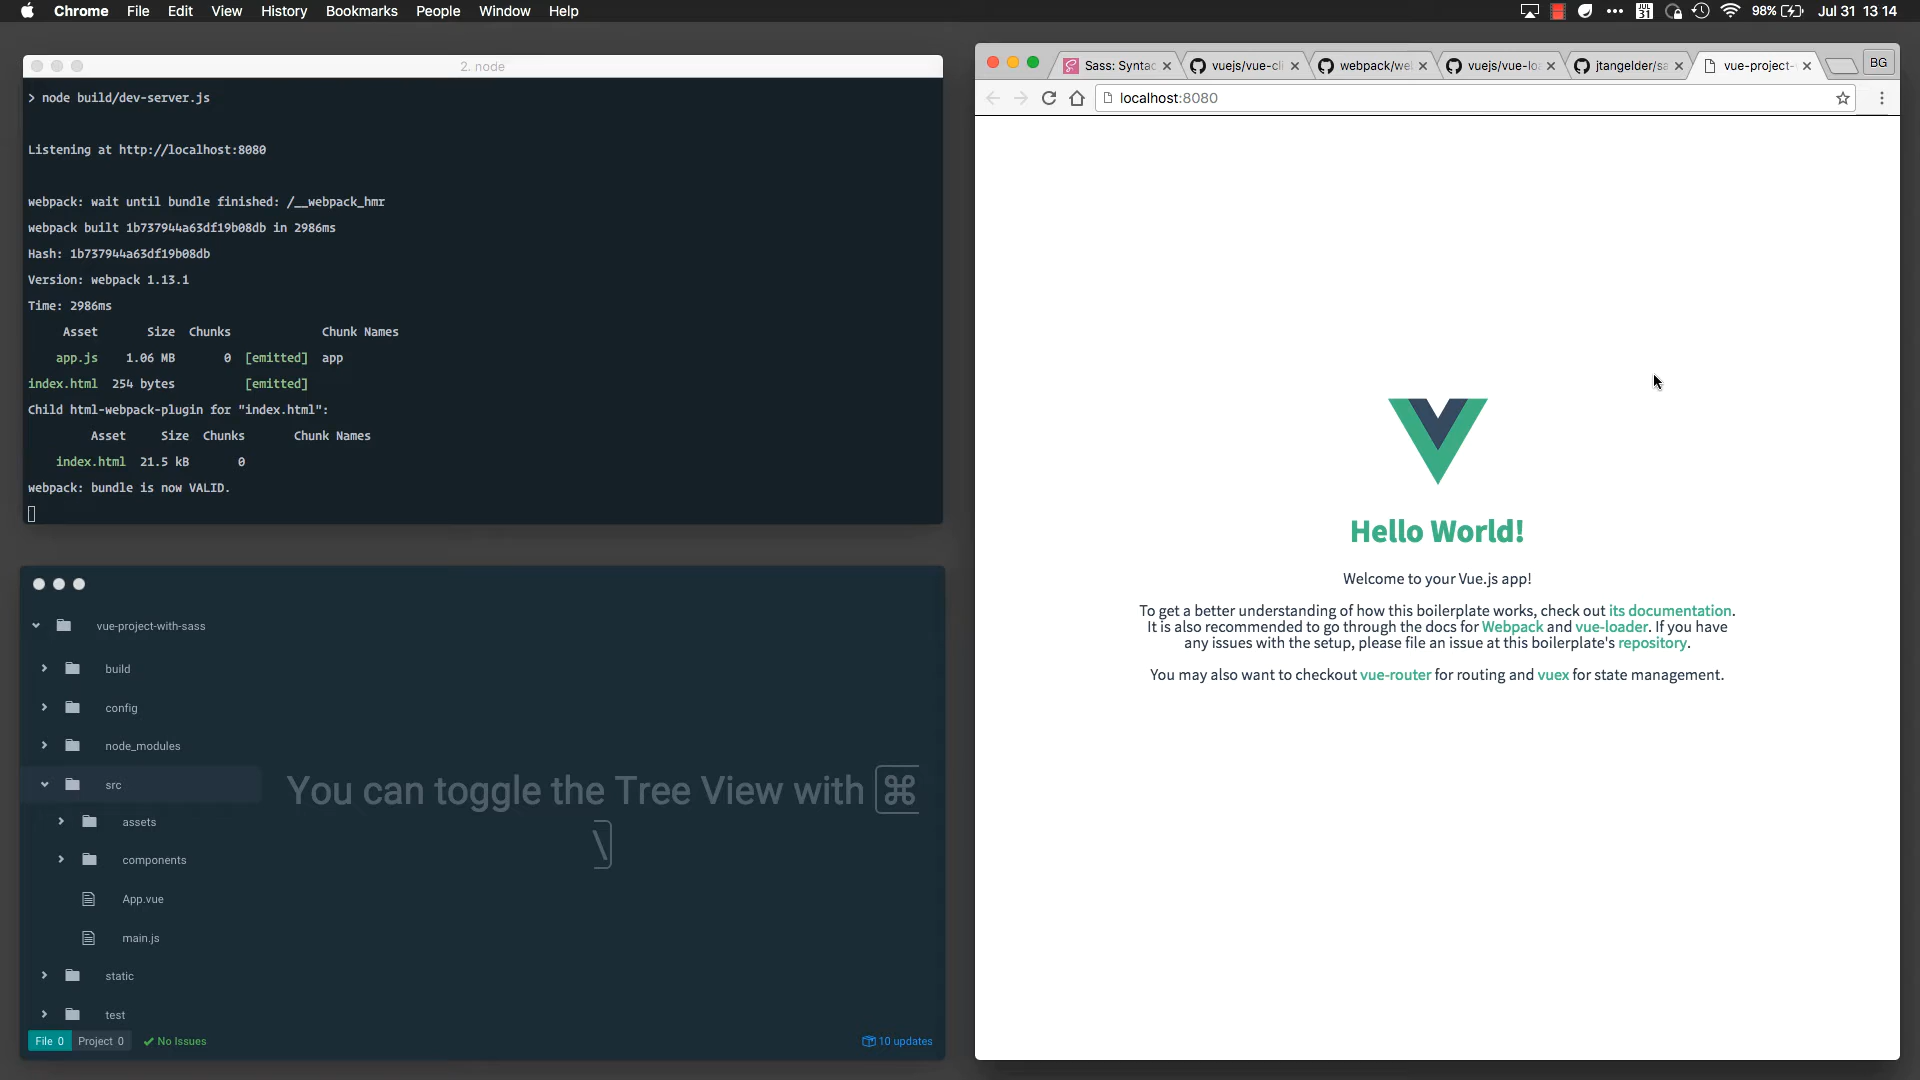 Chrome File Edit View History Bookmarks People Window Help
JUL 31 98% Jul 31 13 14
2. node
> node build/dev-server.js
Listening at http://localhost:8080
webpack: wait until bundle finished: /__webpack_hmr
webpack built 1b737944a63df19b08db in 2986ms
Hash: 1b737944a63df19b08db
Version: webpack 1.13.1
Time: 2986ms
Asset Size Chunks Chunk Names
app.js 1.06 MB 0 [emitted] app
index.html 254 bytes [emitted]
Child html-webpack-plugin for "index.html":
Asset Size Chunks Chunk Names
index.html 21.5 kB 0
webpack: bundle is now VALID.
vue-project-with-sass
build
config
node_modules
src
assets
components
App.vue
main.js
static
test
You can toggle the Tree View with ⌘
\
File 0 Project 0 No Issues 10 updates
Sass: Syntac vuejs/vue-cli webpack/we vuejs/vue-loa jtangelder/sa vue-project- BG
localhost:8080
Hello World!
Welcome to your Vue.js app!
To get a better understanding of how this boilerplate works, check out its documentation.
It is also recommended to go through the docs for Webpack and vue-loader. If you have
any issues with the setup, please file an issue at this boilerplate's repository.
You may also want to checkout vue-router for routing and vuex for state management.